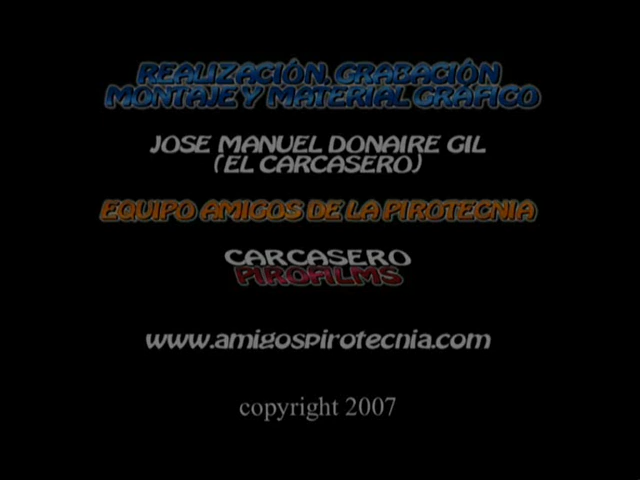 REALIZACIÓN, GRABACIÓN
MONTAJE Y MATERIAL GRÁFICO
JOSE MANUEL DONAIRE GIL
(EL CARCASERO)
EQUIPO AMIGOS DE LA PIROTECNIA
CARCASERO
PIROFILMS
www.amigospirotecnia.com
copyright 2007